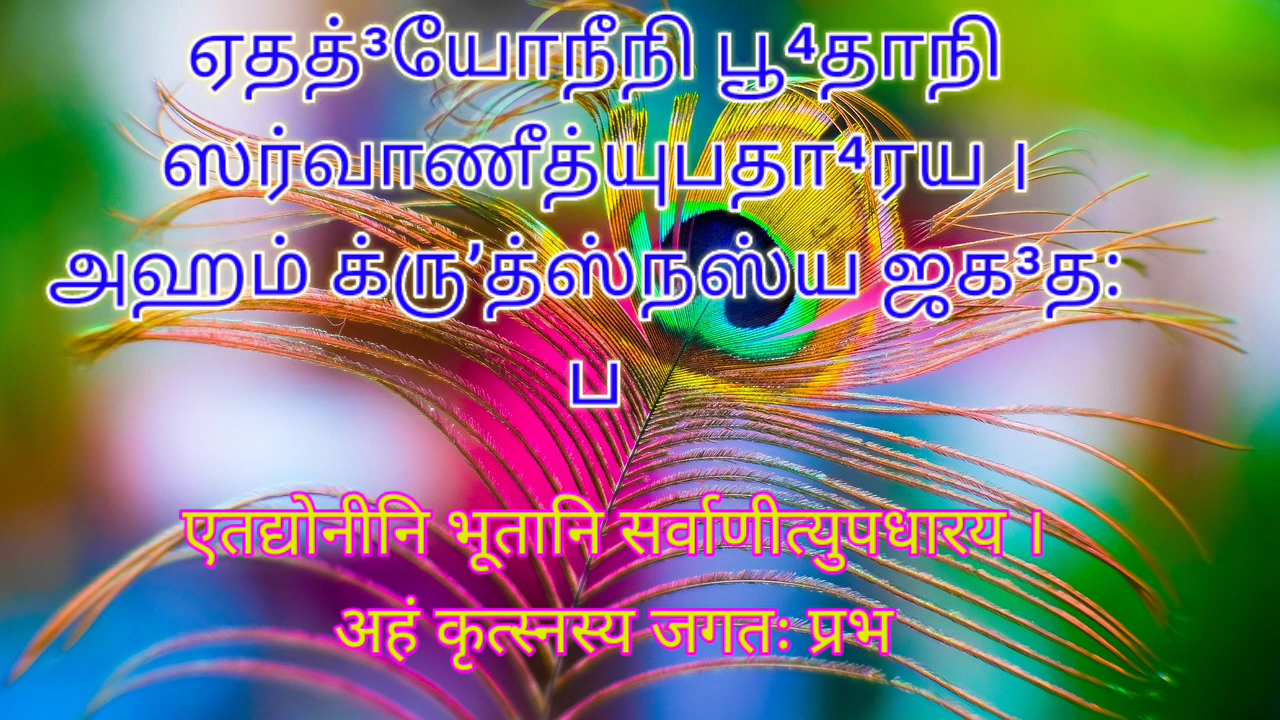 ஏதத்³யோநீநி பூ⁴தாநி
ஸர்வாணீத்யுபதா⁴ரய ।
அஹம் க்ரு’த்ஸ்நஸ்ய ஜக³த:
ப
एतद्योनीनि भूतानि सर्वाणीत्युपधारय ।
अहं कृत्स्नस्य जगतः प्रभ